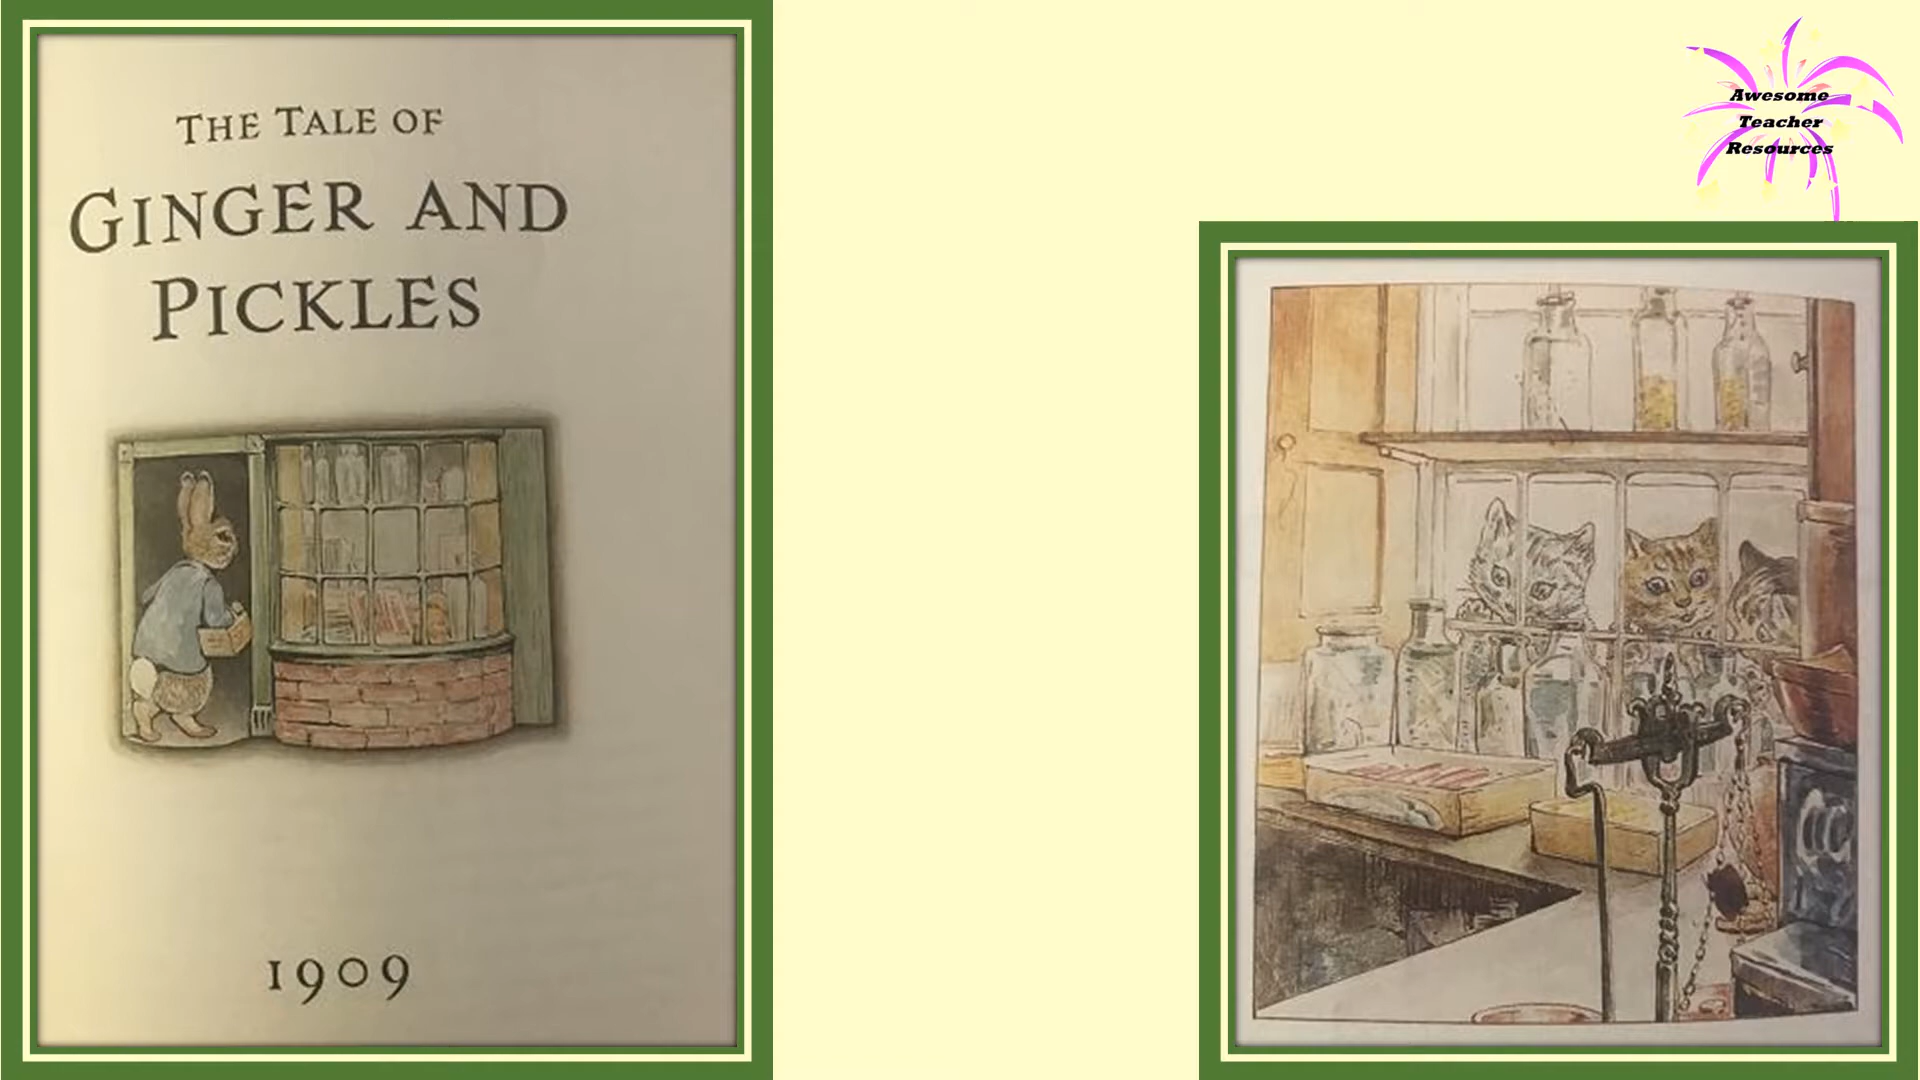 THE TALE OF
GINGER AND
PICKLES
1909
Awesome
Teacher
Resources